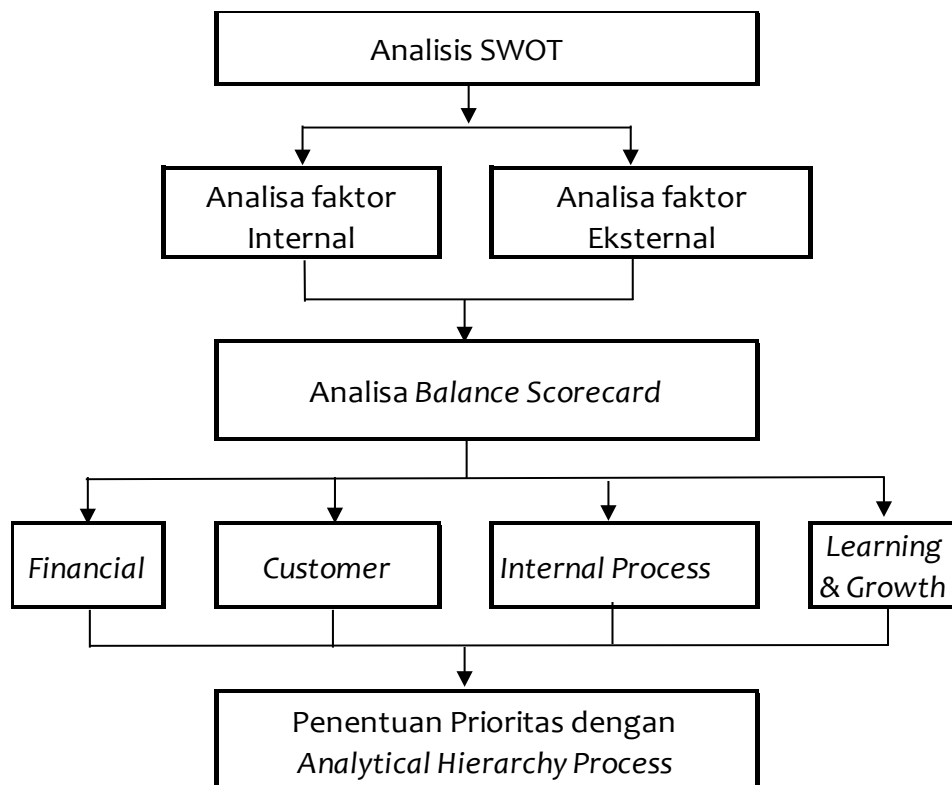 Analisis SWOT
Analisa faktor
Internal
Analisa faktor
Eksternal
Analisa Balance Scorecard
Financial
Customer
Internal Process
Learning
& Growth
Penentuan Prioritas dengan
Analytical Hierarchy Process